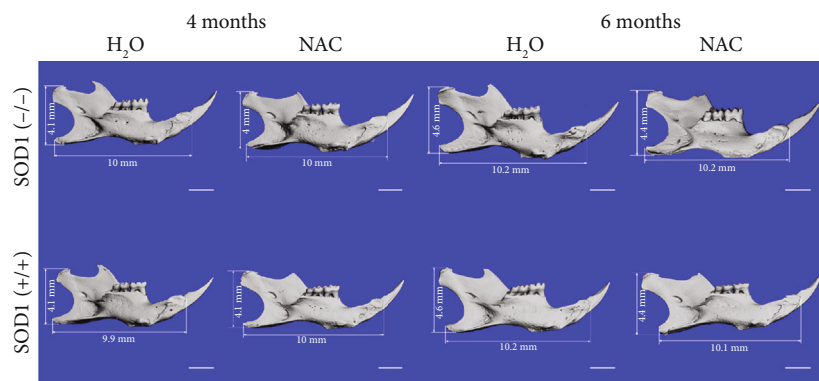 4 months 6 months
H₂O NAC H₂O NAC
SOD1 (−/−)
4.1 mm 4 mm 4.6 mm 4.4 mm
10 mm 10 mm 10.2 mm 10.2 mm
SOD1 (+/+)
4.1 mm 4.1 mm 4.6 mm 4.4 mm
9.9 mm 10 mm 10.2 mm 10.1 mm